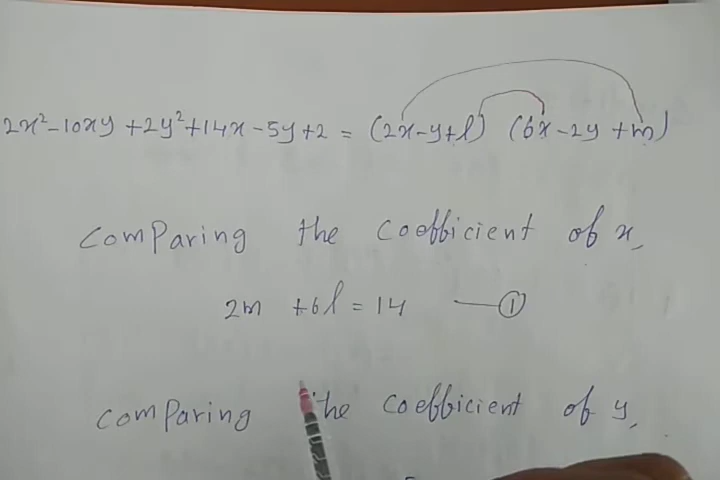 2x²-10xy+2y²+14x-5y+2 = (2x-y+l) (6x-2y+m)
Comparing the coefficient of x,
2m +6l = 14 —①
comparing the coefficient of y,